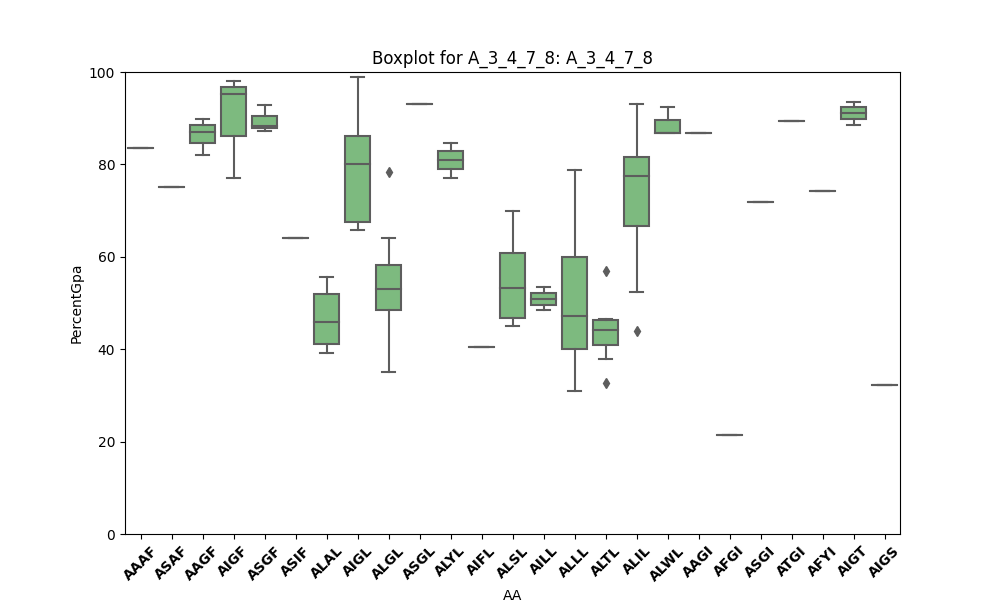 Boxplot for A_3_4_7_8: A_3_4_7_8
100
80
60
40
20
0
PercentGpa
AAAF ASAF AAGF AIGF ASGF ASIF ALAL AIGL ALGL ASGL ALYL AIFL ALSL AILL ALLL ALTL ALIL ALWL AAGI AFGI ASGI ATGI AFYI AIGT AIGS
AA